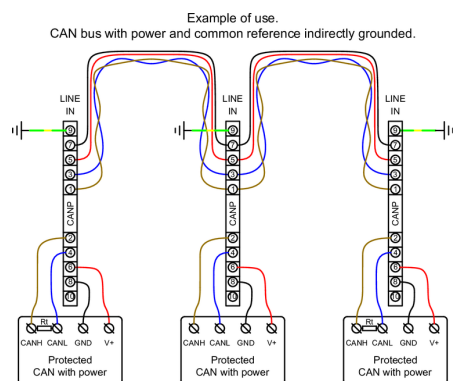 Example of use.
CAN bus with power and common reference indirectly grounded.
LINE IN
LINE IN
LINE IN
9
7
5
3
1
CANP
2
4
6
8
10
9
7
5
3
1
CANP
2
4
6
8
10
9
7
5
3
1
CANP
2
4
6
8
10
Rt
CANH CANL GND V+
Protected
CAN with power
CANH CANL GND V+
Protected
CAN with power
Rt
CANH CANL GND V+
Protected
CAN with power